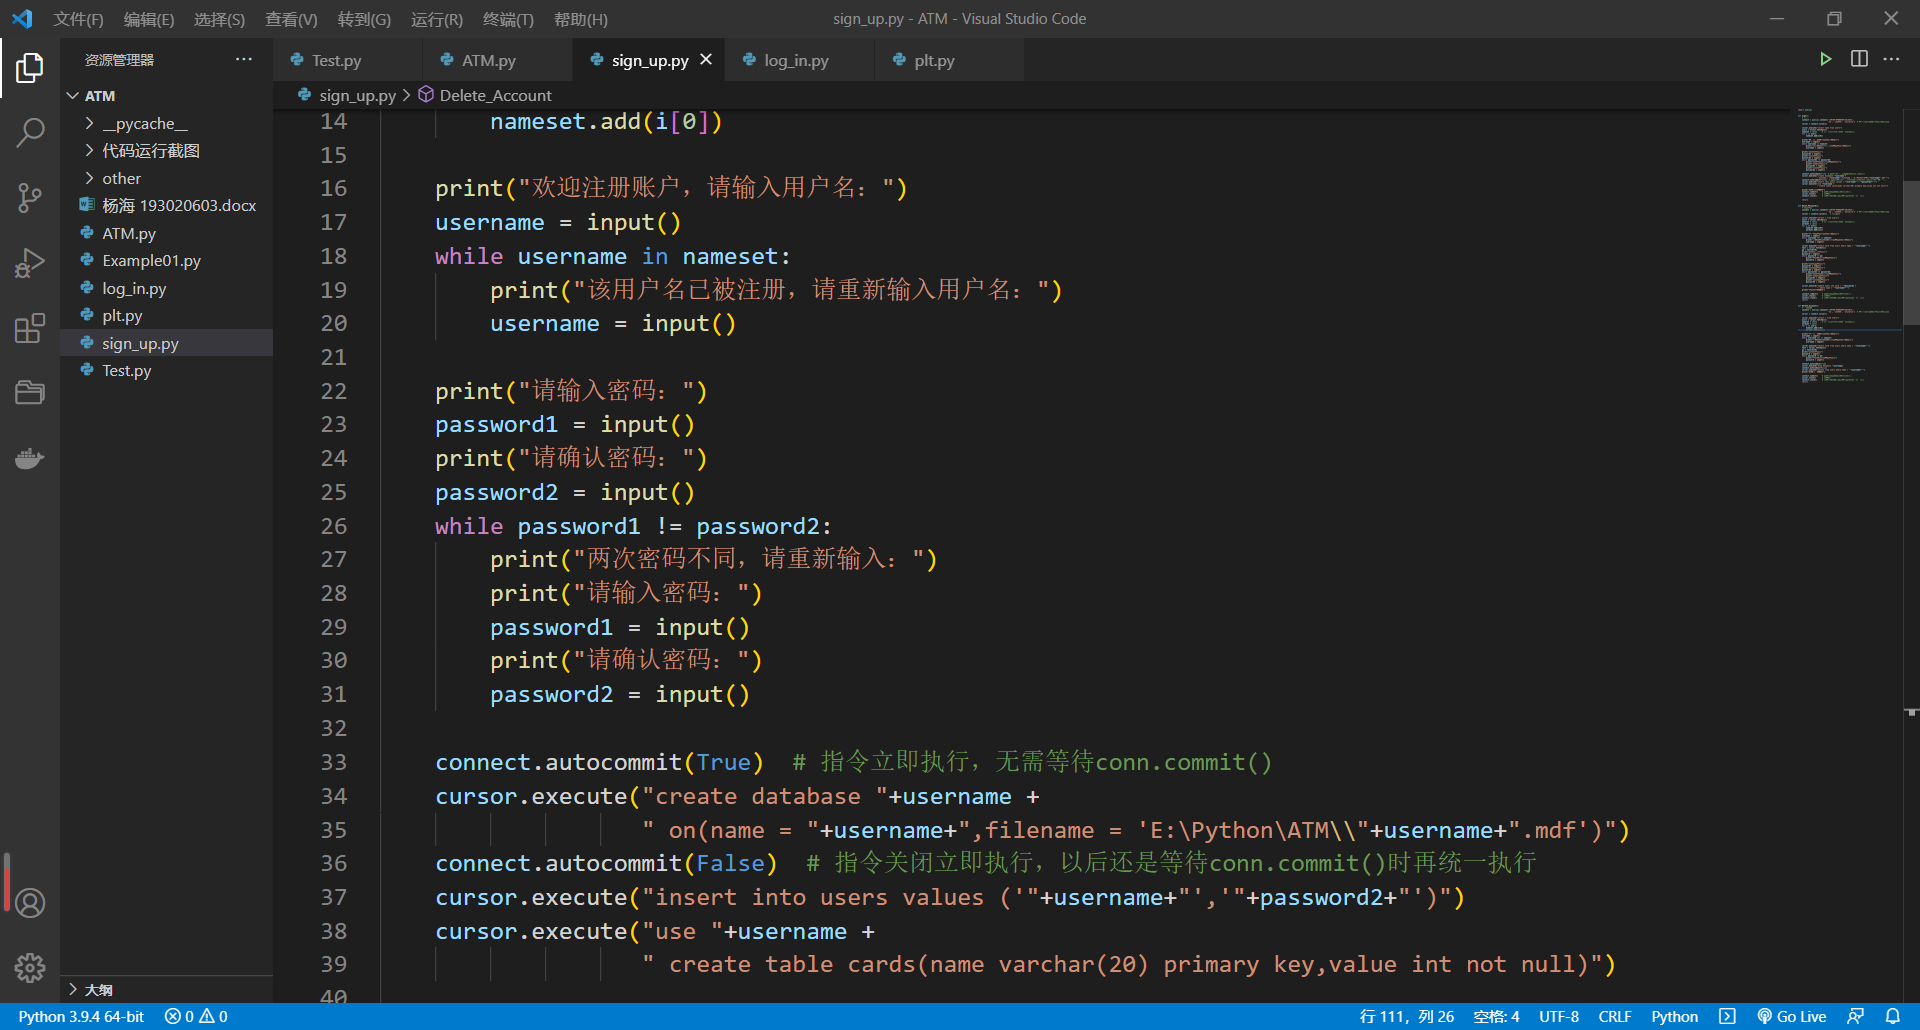 文件(F) 编辑(E) 选择(S) 查看(V) 转到(G) 运行(R) 终端(T) 帮助(H) sign_up.py - ATM - Visual Studio Code
资源管理器
ATM
__pycache__
代码运行截图
other
杨海 193020603.docx
ATM.py
Example01.py
log_in.py
plt.py
sign_up.py
Test.py
大纲
Test.py ATM.py sign_up.py log_in.py plt.py
sign_up.py > Delete_Account
14 nameset.add(i[0])
15
16 print("欢迎注册账户，请输入用户名：")
17 username = input()
18 while username in nameset:
19 print("该用户名已被注册，请重新输入用户名：")
20 username = input()
21
22 print("请输入密码：")
23 password1 = input()
24 print("请确认密码：")
25 password2 = input()
26 while password1 != password2:
27 print("两次密码不同，请重新输入：")
28 print("请输入密码：")
29 password1 = input()
30 print("请确认密码：")
31 password2 = input()
32
33 connect.autocommit(True)  # 指令立即执行，无需等待conn.commit()
34 cursor.execute("create database "+username +
35 " on(name = "+username+",filename = 'E:\Python\ATM\\"+username+".mdf')")
36 connect.autocommit(False)  # 指令关闭立即执行，以后还是等待conn.commit()时再统一执行
37 cursor.execute("insert into users values ('"+username+"','"+password2+"')")
38 cursor.execute("use "+username +
39 " create table cards(name varchar(20) primary key,value int not null)")
40
Python 3.9.4 64-bit 0 0 行 111，列 26 空格: 4 UTF-8 CRLF Python Go Live